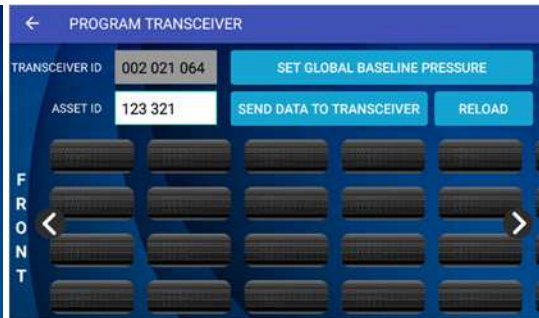 PROGRAM TRANSCEIVER
TRANSCEIVER ID 002 021 064 SET GLOBAL BASELINE PRESSURE
ASSET ID 123 321 SEND DATA TO TRANSCEIVER RELOAD
F
R
O
N
T